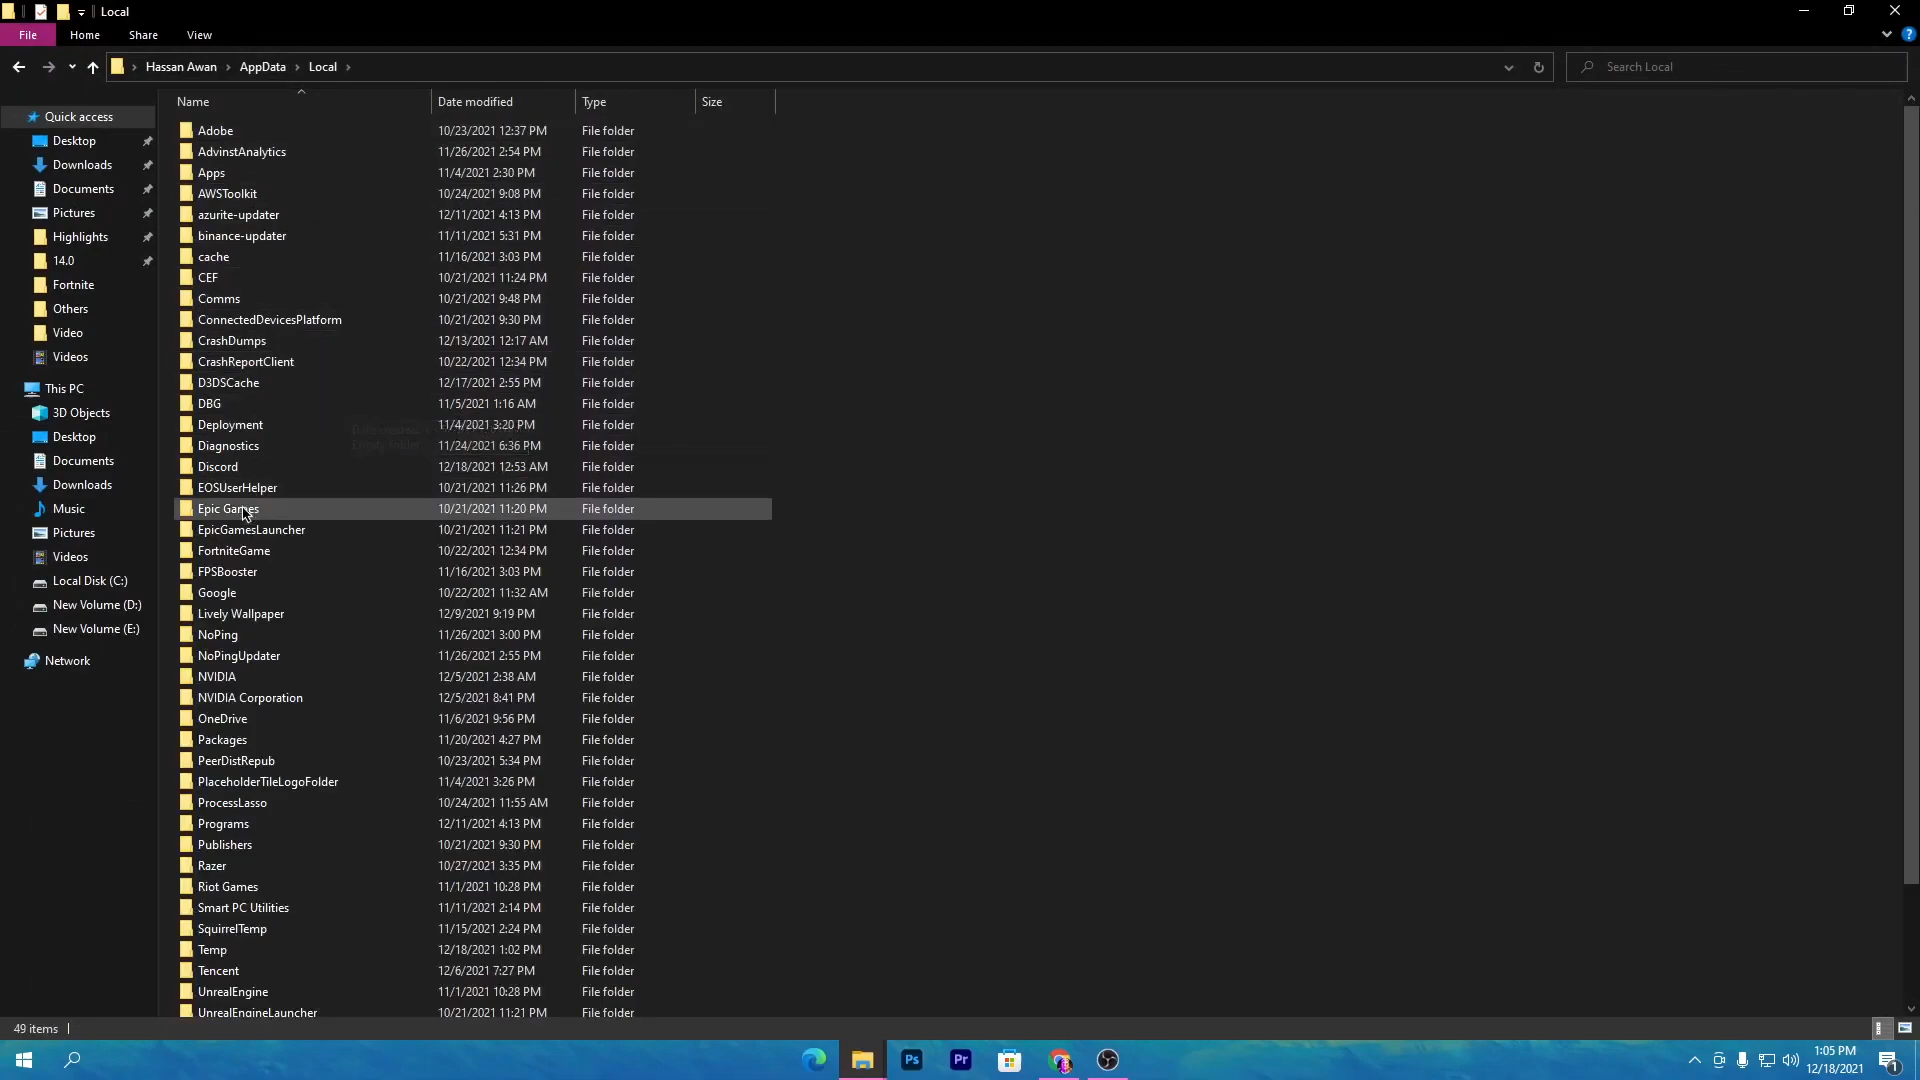 Local
File Home Share View
Hassan Awan AppData Local
Search Local
Name Date modified Type Size
Quick access
Desktop
Downloads
Documents
Pictures
Highlights
14.0
Fortnite
Others
Video
Videos
This PC
3D Objects
Desktop
Documents
Downloads
Music
Pictures
Videos
Local Disk (C:)
New Volume (D:)
New Volume (E:)
Network
Adobe 10/23/2021 12:37 PM File folder
AdvinstAnalytics 11/26/2021 2:54 PM File folder
Apps 11/4/2021 2:30 PM File folder
AWSToolkit 10/24/2021 9:08 PM File folder
azurite-updater 12/11/2021 4:13 PM File folder
binance-updater 11/11/2021 5:31 PM File folder
cache 11/16/2021 3:03 PM File folder
CEF 10/21/2021 11:24 PM File folder
Comms 10/21/2021 9:48 PM File folder
ConnectedDevicesPlatform 10/21/2021 9:30 PM File folder
CrashDumps 12/13/2021 12:17 AM File folder
CrashReportClient 10/22/2021 12:34 PM File folder
D3DSCache 12/17/2021 2:55 PM File folder
DBG 11/5/2021 1:16 AM File folder
Deployment 11/4/2021 3:20 PM File folder
Diagnostics 11/24/2021 6:36 PM File folder
Discord 12/18/2021 12:53 AM File folder
EOSUserHelper 10/21/2021 11:26 PM File folder
Epic Games 10/21/2021 11:20 PM File folder
EpicGamesLauncher 10/21/2021 11:21 PM File folder
FortniteGame 10/22/2021 12:34 PM File folder
FPSBooster 11/16/2021 3:03 PM File folder
Google 10/22/2021 11:32 AM File folder
Lively Wallpaper 12/9/2021 9:19 PM File folder
NoPing 11/26/2021 3:00 PM File folder
NoPingUpdater 11/26/2021 2:55 PM File folder
NVIDIA 12/5/2021 2:38 AM File folder
NVIDIA Corporation 12/5/2021 8:41 PM File folder
OneDrive 11/6/2021 9:56 PM File folder
Packages 11/20/2021 4:27 PM File folder
PeerDistRepub 10/23/2021 5:34 PM File folder
PlaceholderTileLogoFolder 11/4/2021 3:26 PM File folder
ProcessLasso 10/24/2021 11:55 AM File folder
Programs 12/11/2021 4:13 PM File folder
Publishers 10/21/2021 9:30 PM File folder
Razer 10/27/2021 3:35 PM File folder
Riot Games 11/1/2021 10:28 PM File folder
Smart PC Utilities 11/11/2021 2:14 PM File folder
SquirrelTemp 11/15/2021 2:24 PM File folder
Temp 12/18/2021 1:02 PM File folder
Tencent 12/6/2021 7:27 PM File folder
UnrealEngine 11/1/2021 10:28 PM File folder
UnrealEngineLauncher 10/21/2021 11:21 PM File folder
49 items
Ps Pr
1:05 PM
12/18/2021
1